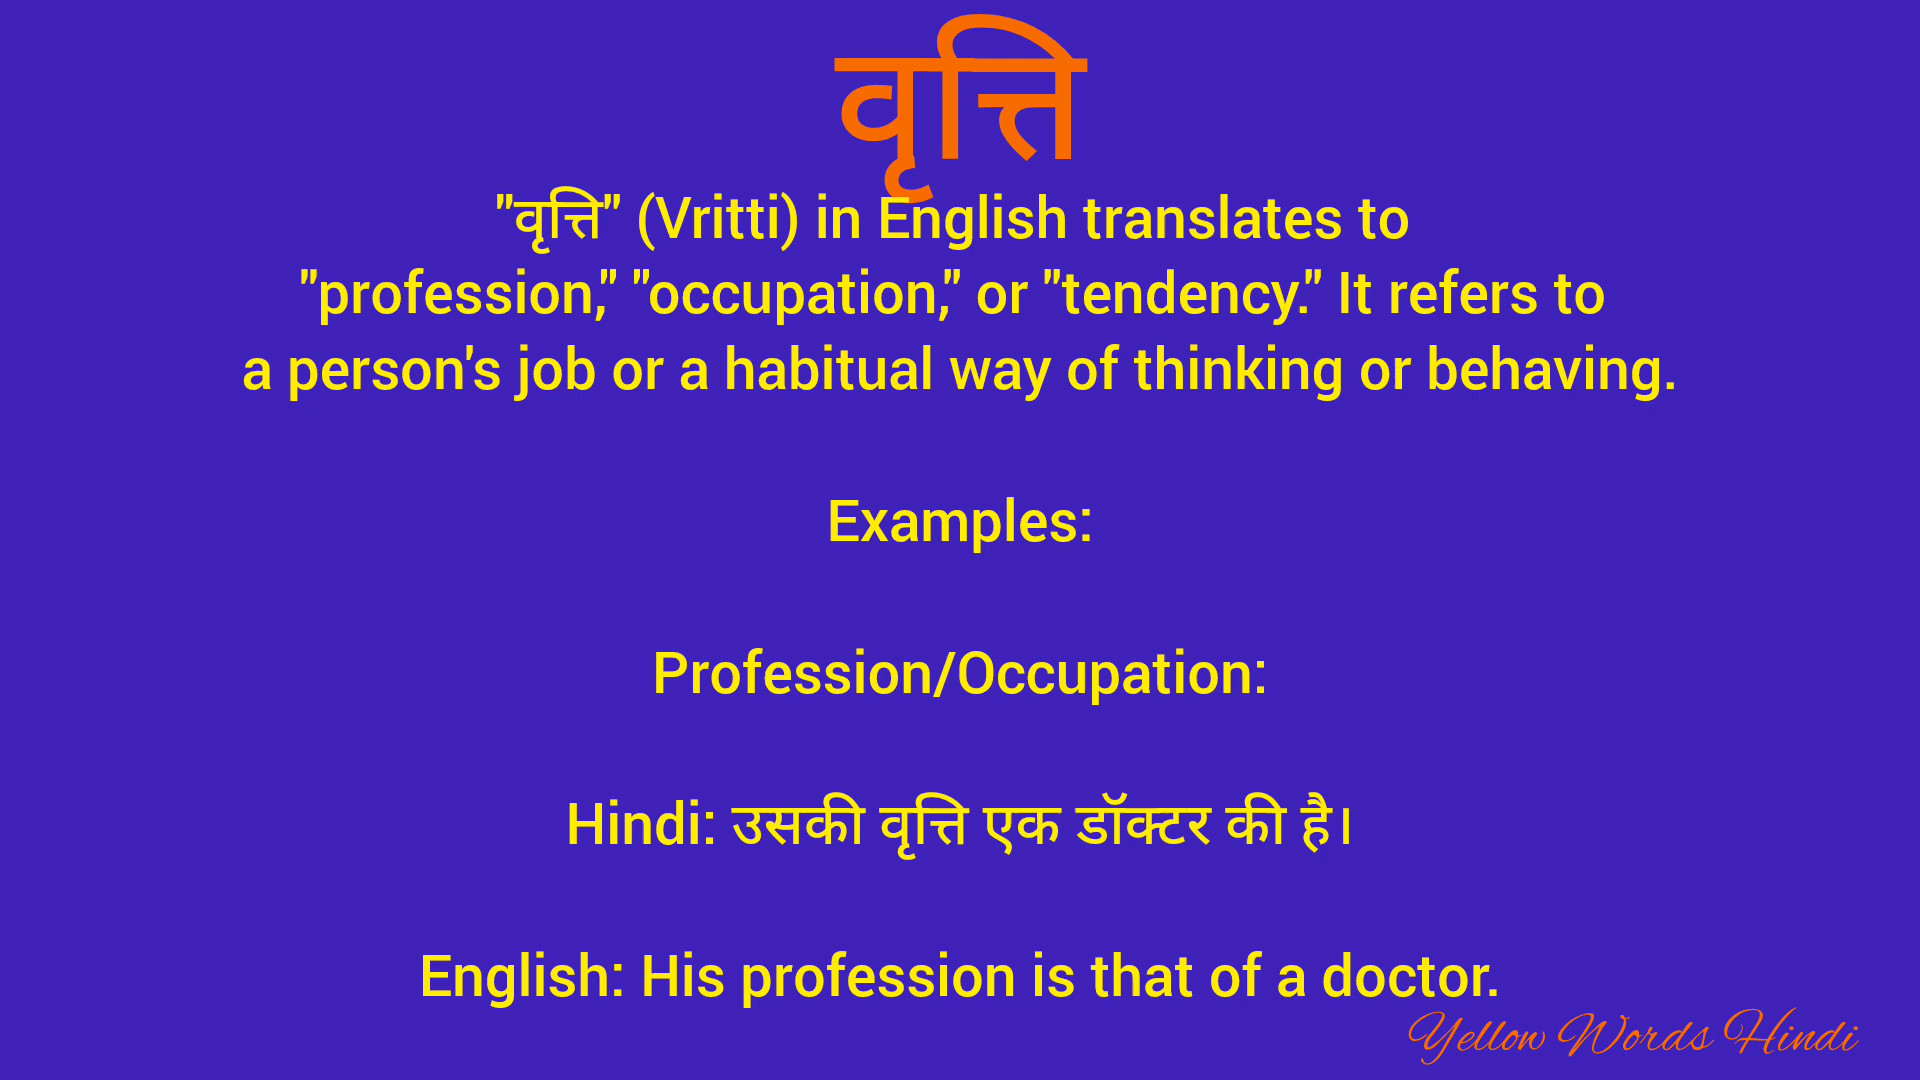 वृत्ति
"वृत्ति" (Vritti) in English translates to
"profession," "occupation," or "tendency." It refers to
a person's job or a habitual way of thinking or behaving.
Examples:
Profession/Occupation:
Hindi: उसकी वृत्ति एक डॉक्टर की है।
English: His profession is that of a doctor.
Yellow Words Hindi